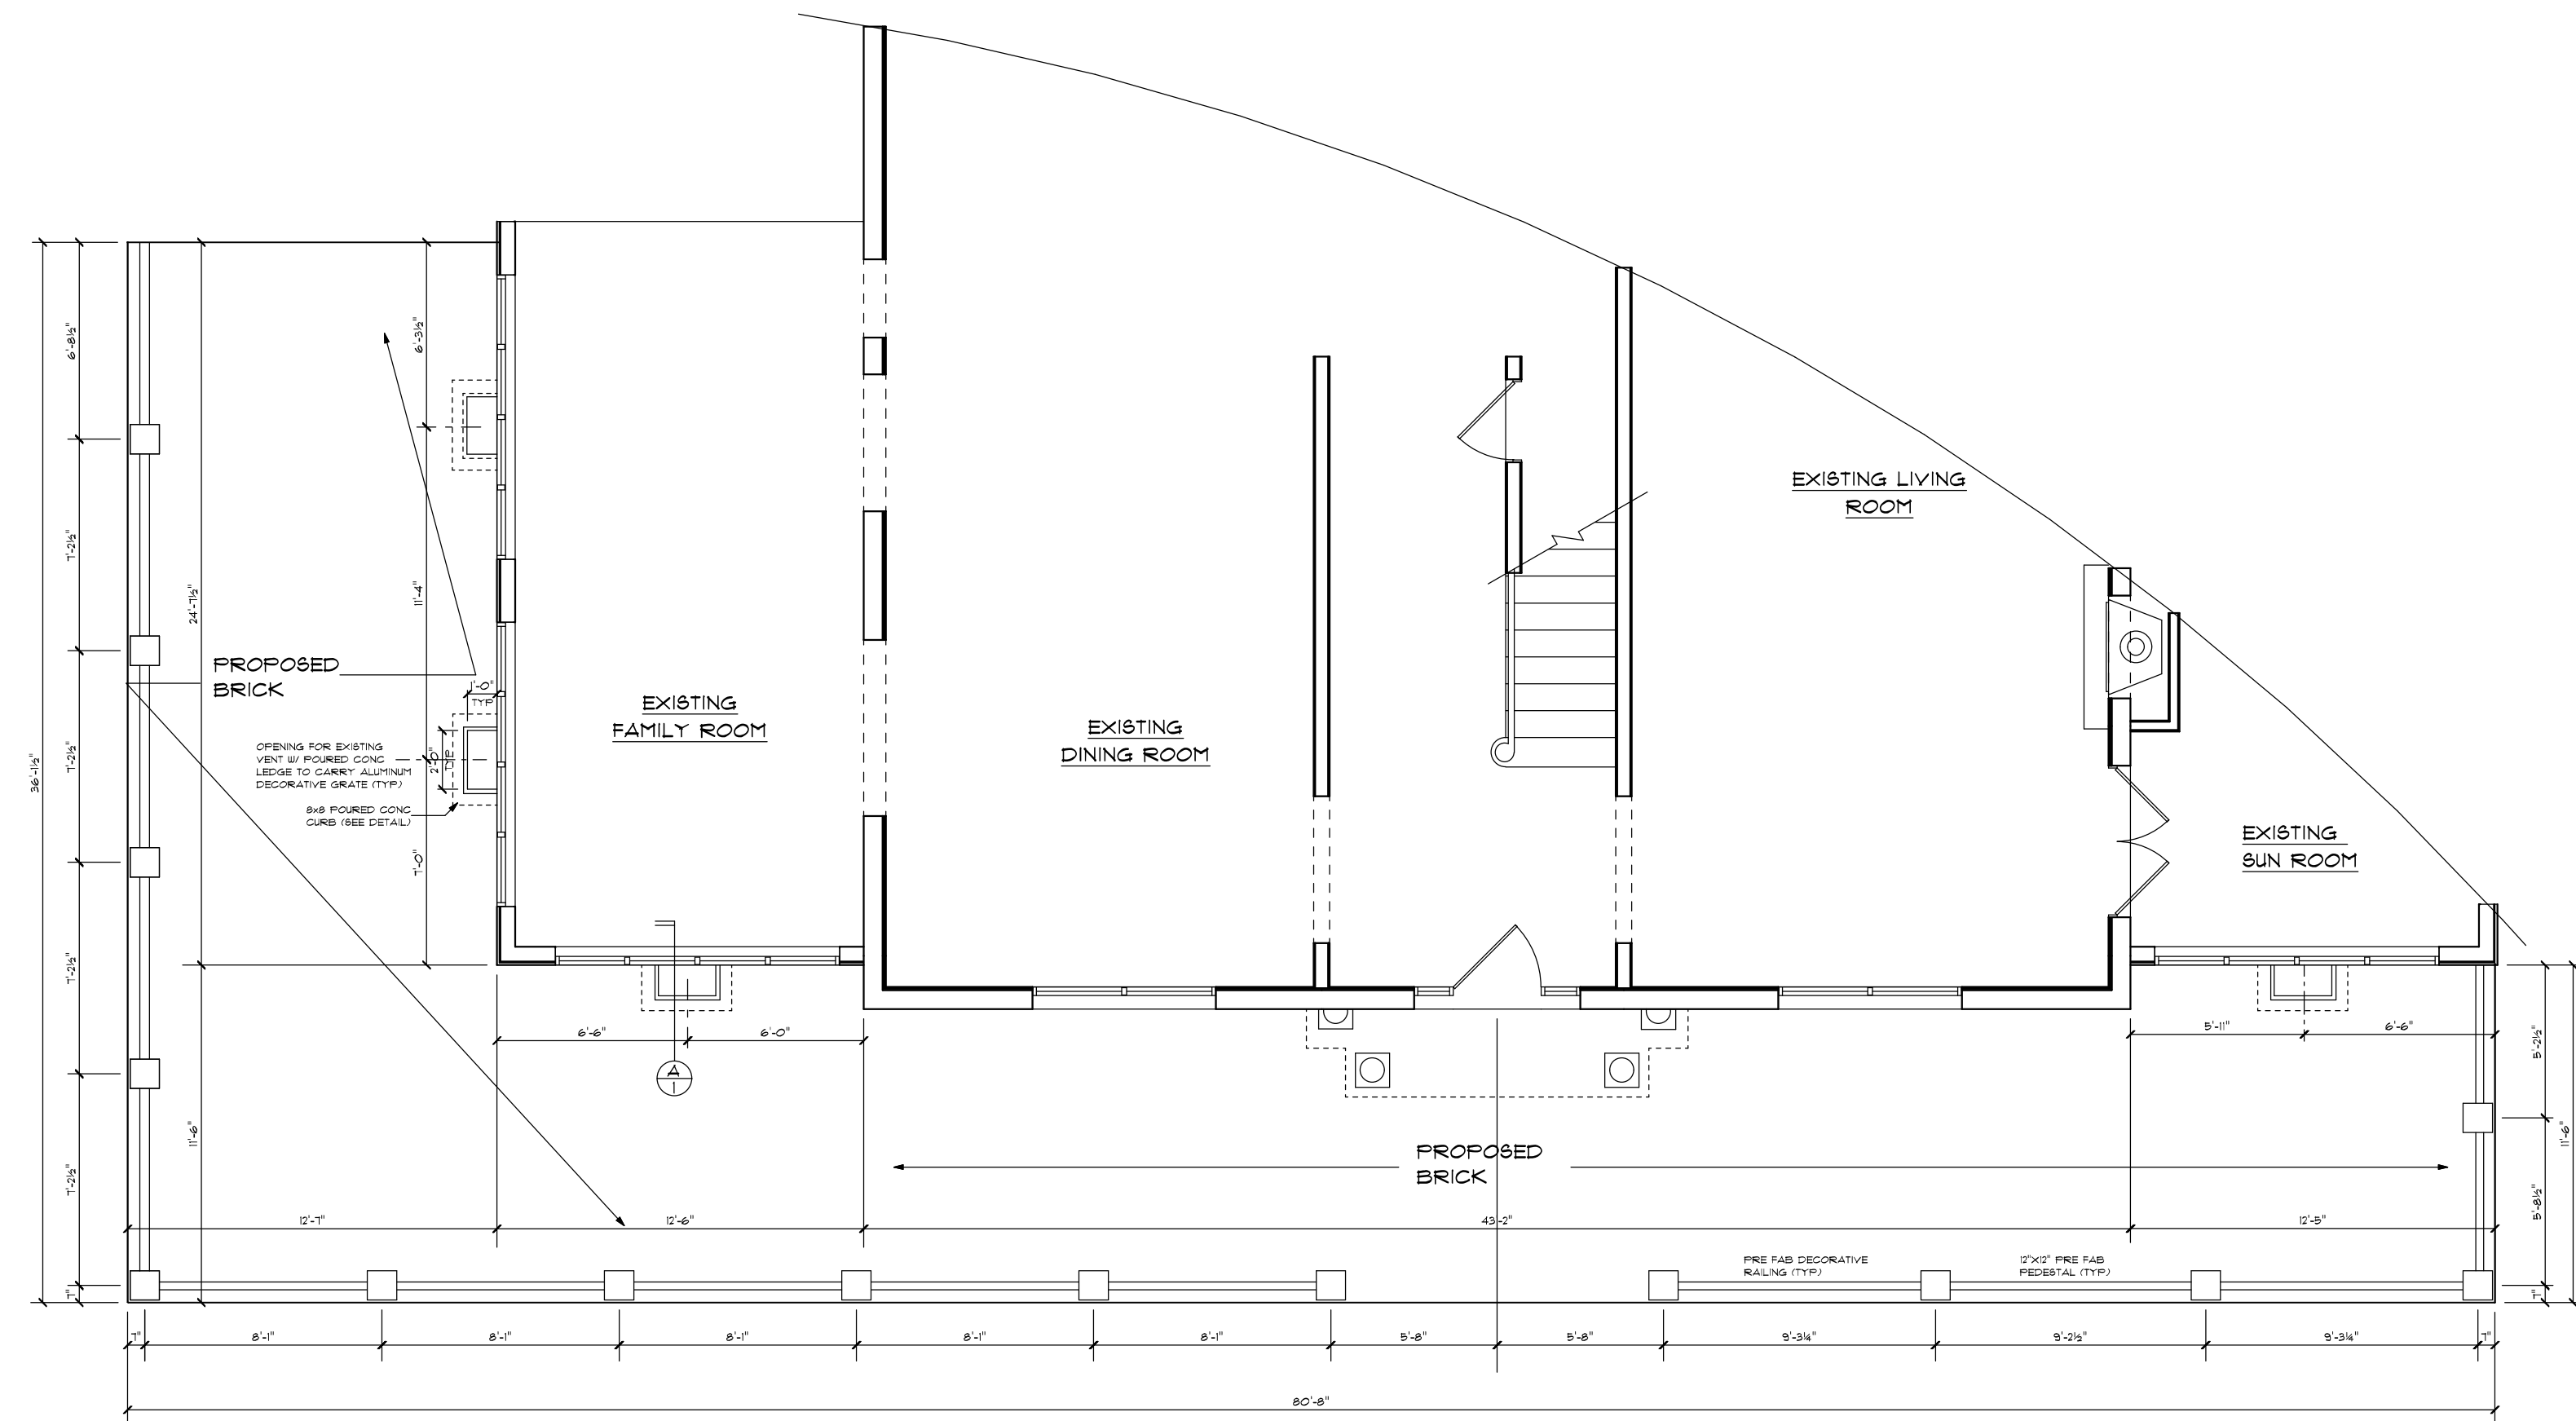 EXISTING LIVING
ROOM
PROPOSED
BRICK
EXISTING
FAMILY ROOM
EXISTING
DINING ROOM
EXISTING
SUN ROOM
OPENING FOR EXISTING
VENT W/ POURED CONC
LEDGE TO CARRY ALUMINUM
DECORATIVE GRATE (TYP.)
8x8 POURED CONC
CURB (SEE DETAIL)
36'-1½"
6'-8½"
7'-2½"
7'-2½"
7'-2½"
7'-2½"
7"
24'-7½"
11'-6"
6'-3½"
11'-4"
7'-0"
1'-0"
TYP
2'-0"
TYP
6'-6"
6'-0"
A
1
5'-11"
6'-6"
5'-2½"
5'-8½"
7"
11'-6"
PROPOSED
BRICK
12'-7"
12'-6"
43'-2"
12'-5"
PRE FAB DECORATIVE
RAILING (TYP.)
12"X12" PRE FAB
PEDESTAL (TYP.)
7"
8'-1"
8'-1"
8'-1"
8'-1"
8'-1"
5'-8"
5'-8"
9'-3¼"
9'-2½"
9'-3¼"
7"
80'-8"